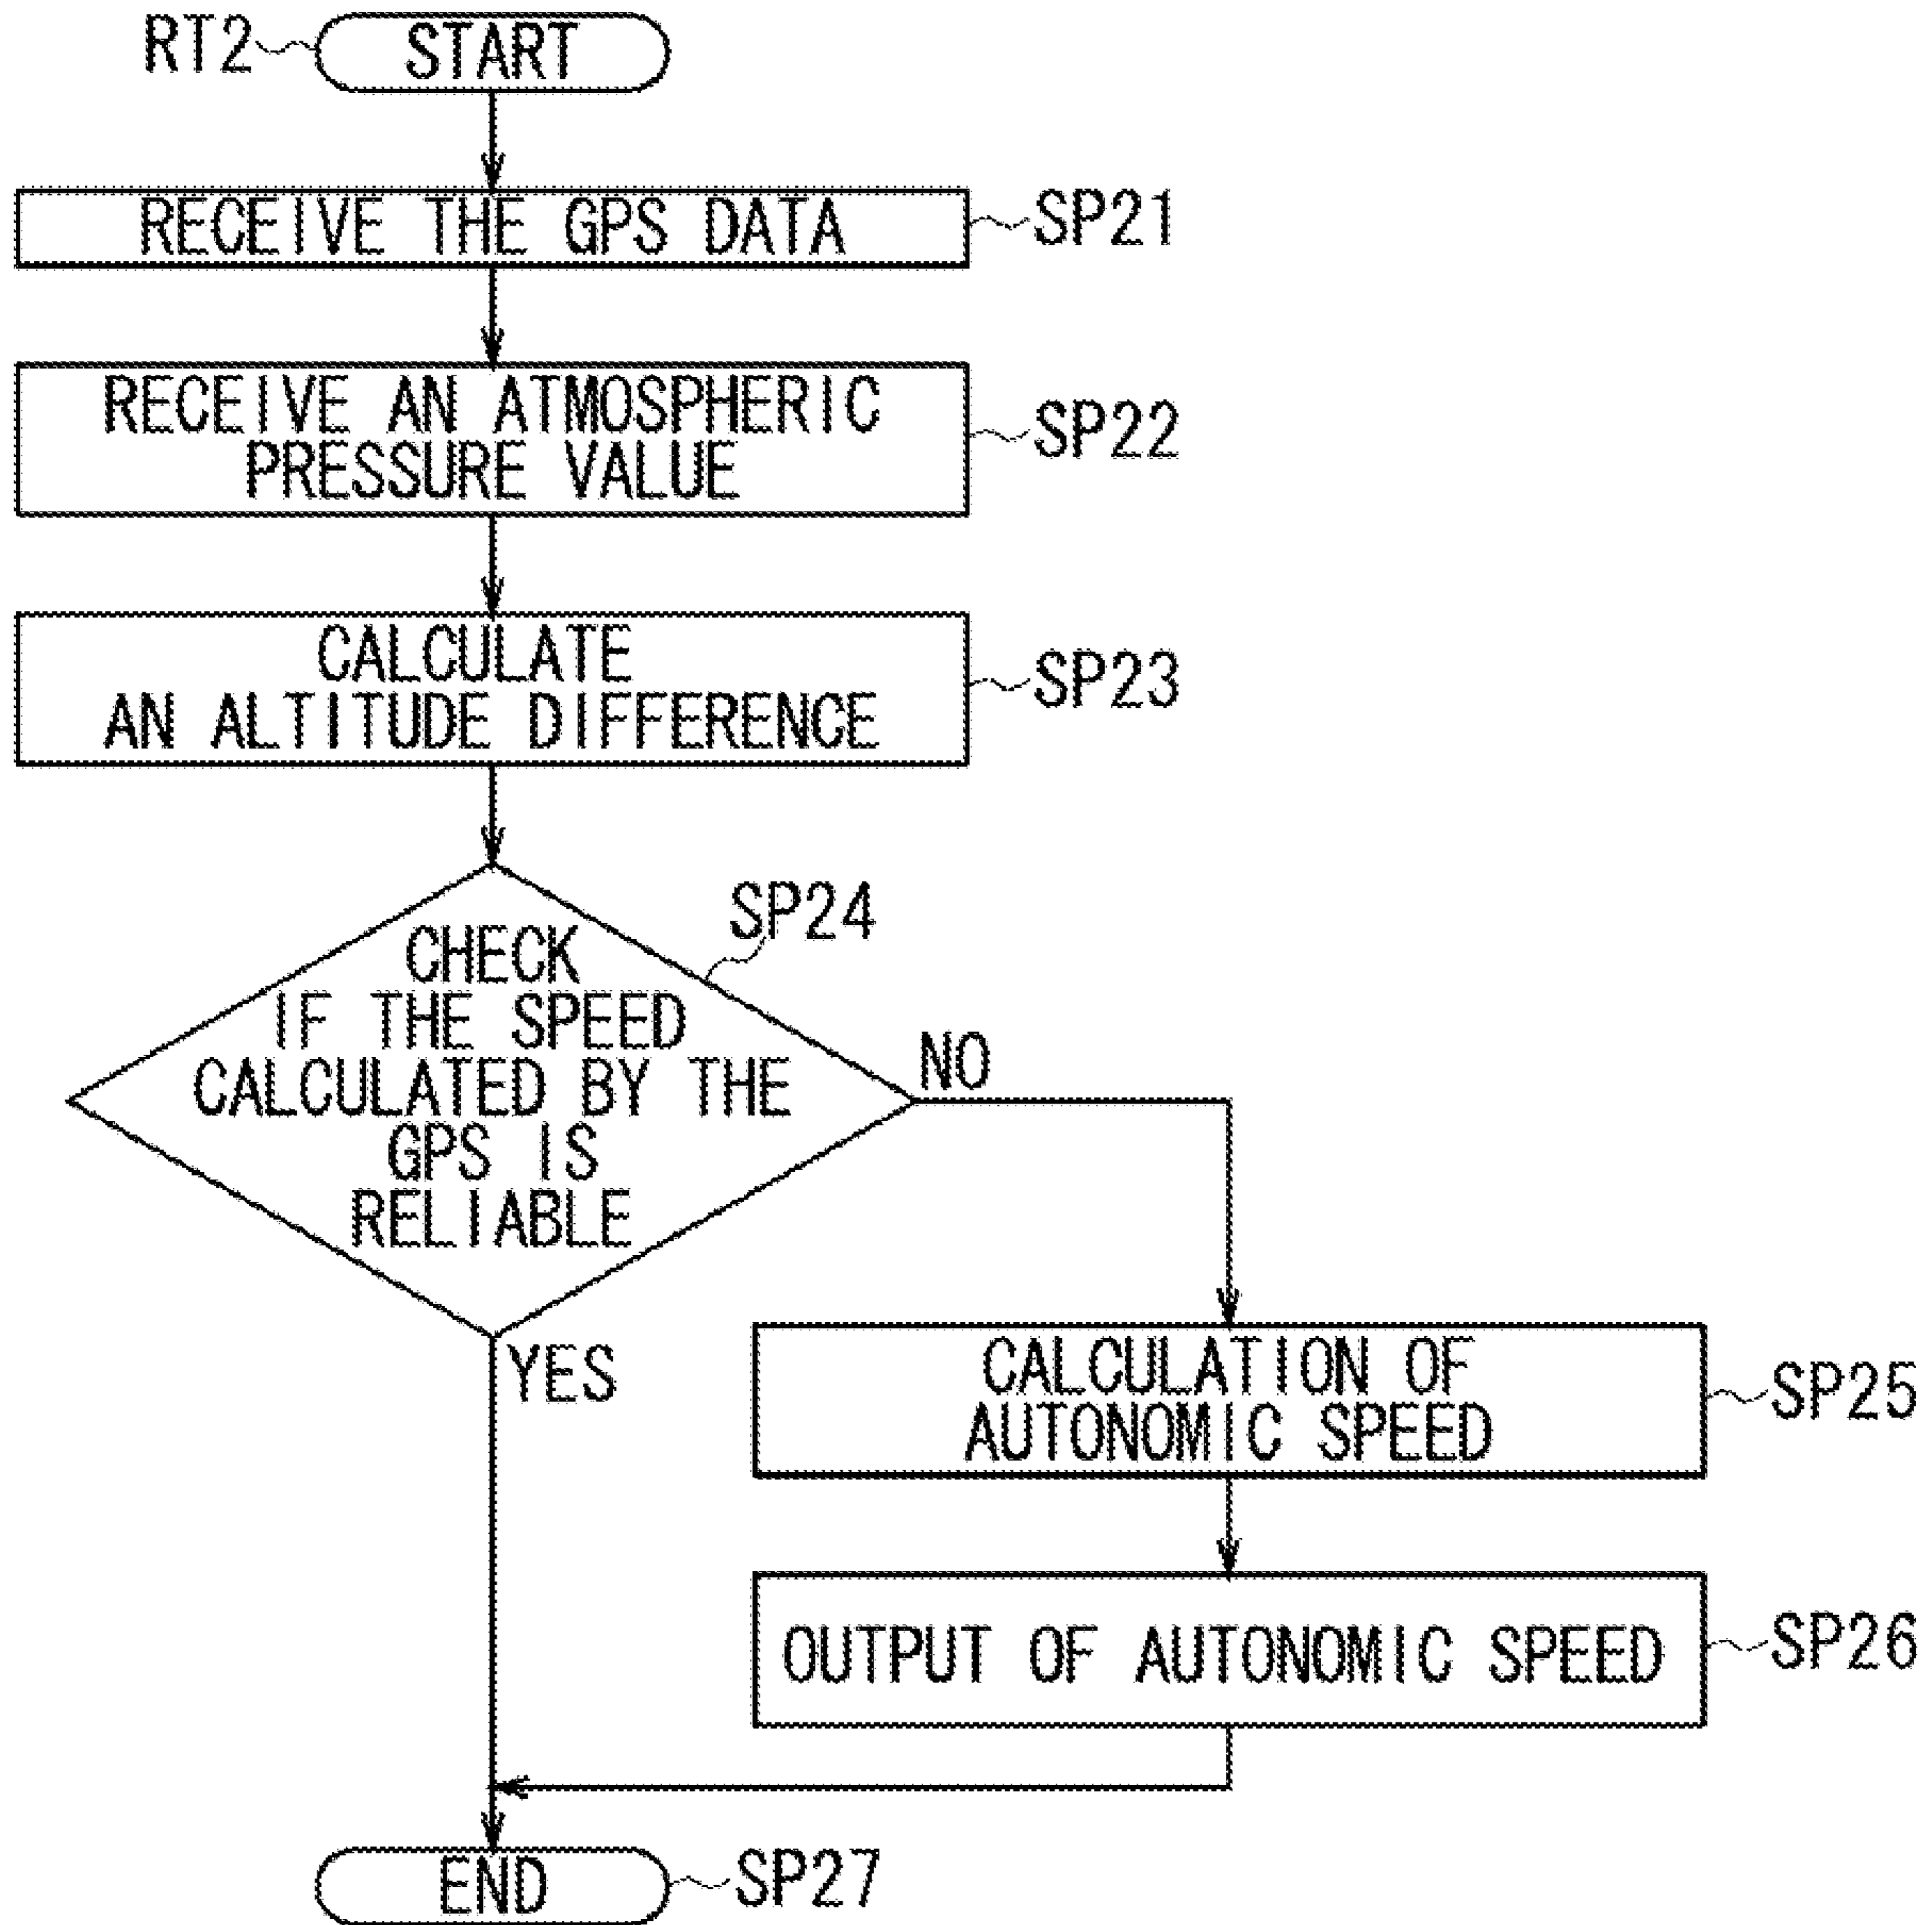 RT2 START
RECEIVE THE GPS DATA SP21
RECEIVE AN ATMOSPHERIC
PRESSURE VALUE
SP22
CALCULATE
AN ALTITUDE DIFFERENCE
SP23
SP24
CHECK
IF THE SPEED
CALCULATED BY THE
GPS IS
RELIABLE
NO
YES
CALCULATION OF
AUTONOMIC SPEED
SP25
OUTPUT OF AUTONOMIC SPEED SP26
END SP27